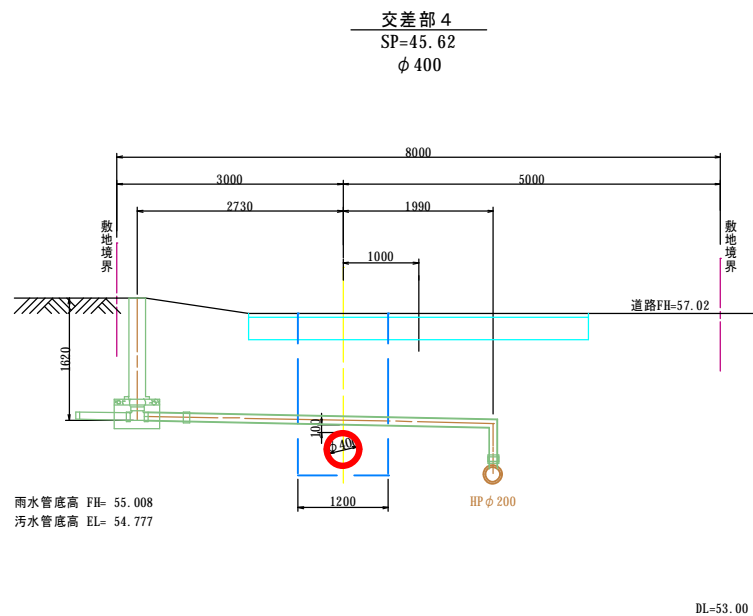 交差部４
SP=45.62
φ400
8000
3000
5000
2730
1990
1000
敷地境界
敷地境界
道路FH=57.02
1620
100
φ400
雨水管底高 FH= 55.008
汚水管底高 EL= 54.777
1200
HPφ200
DL=53.00